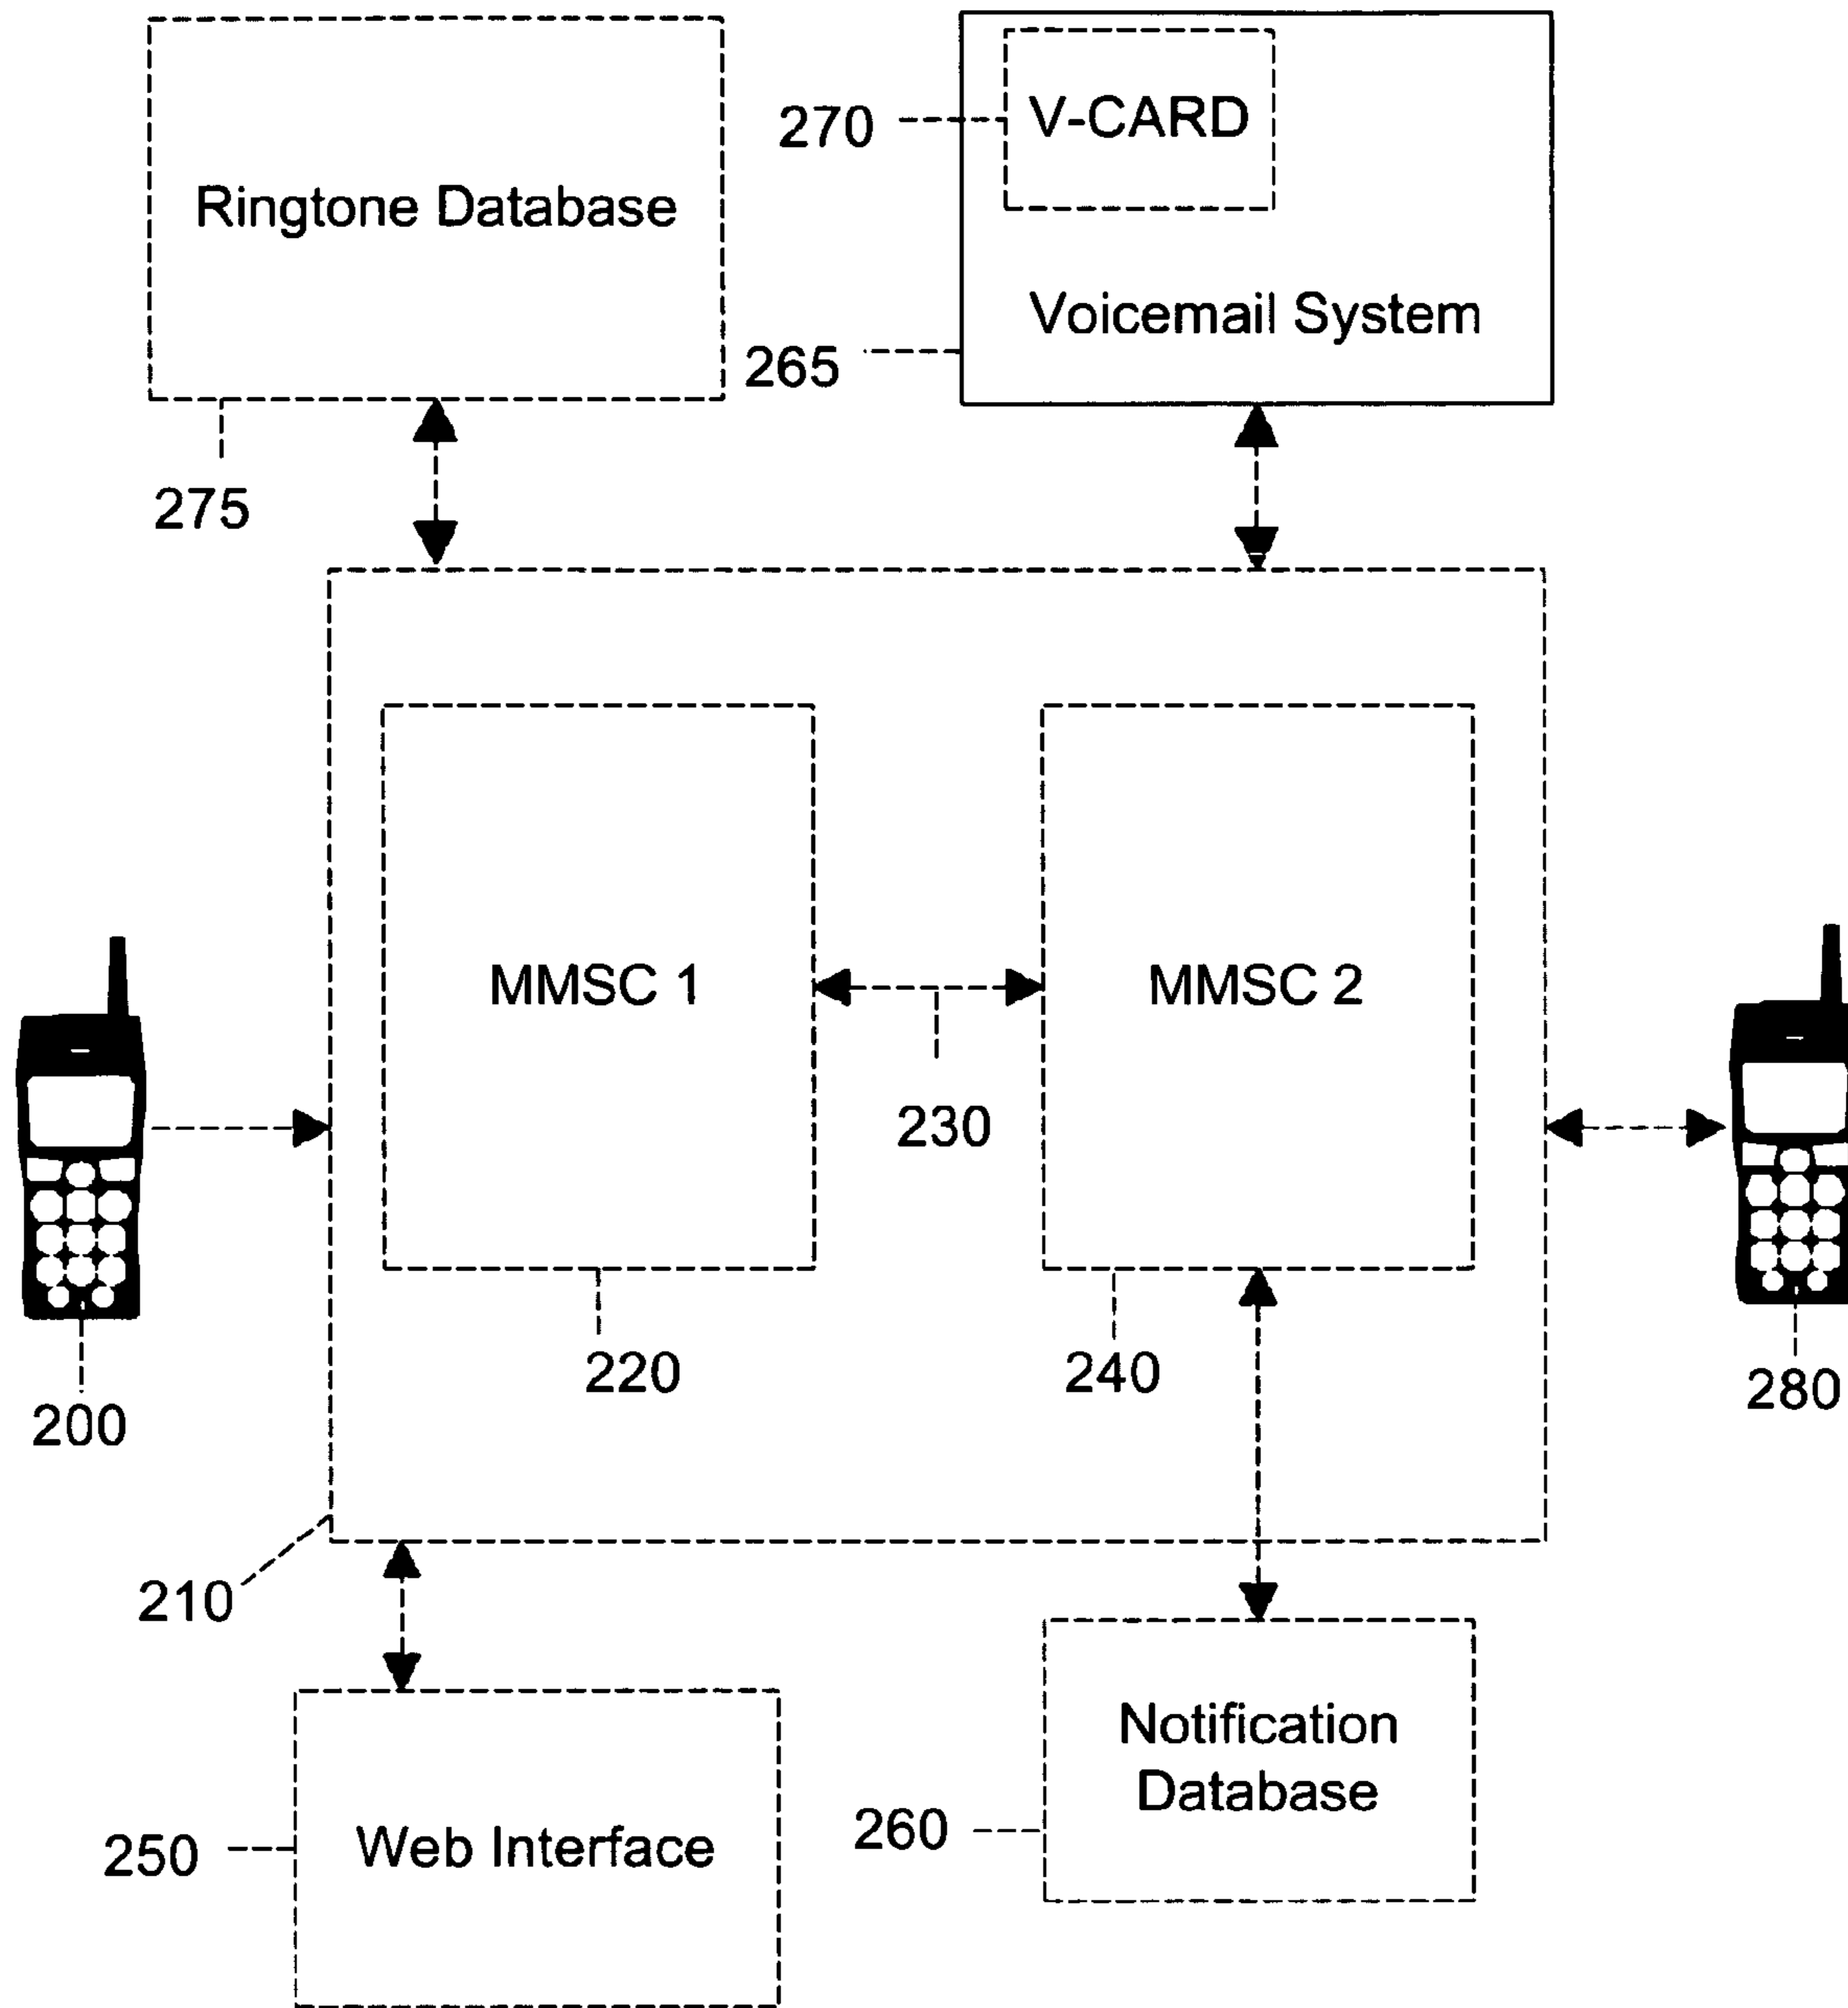 V-CARD
270
Ringtone Database
Voicemail System
265
275
MMSC 1
MMSC 2
230
220
240
200
280
210
Notification
Database
260
250
Web Interface